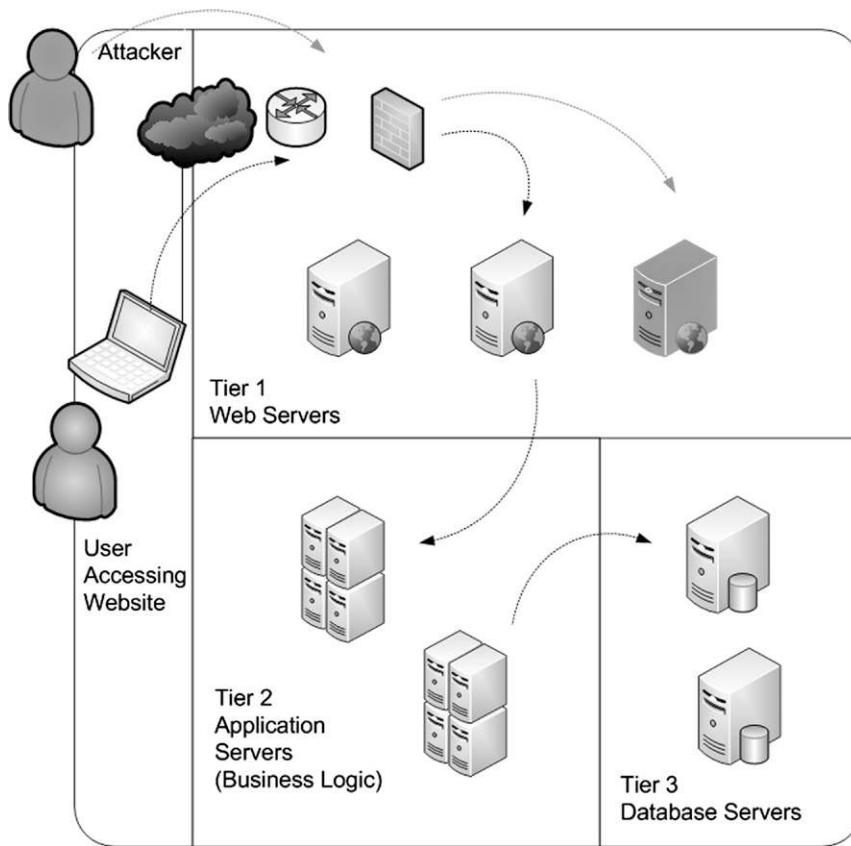 Attacker
Tier 1
Web Servers
User
Accessing
Website
Tier 2
Application
Servers
(Business Logic)
Tier 3
Database Servers